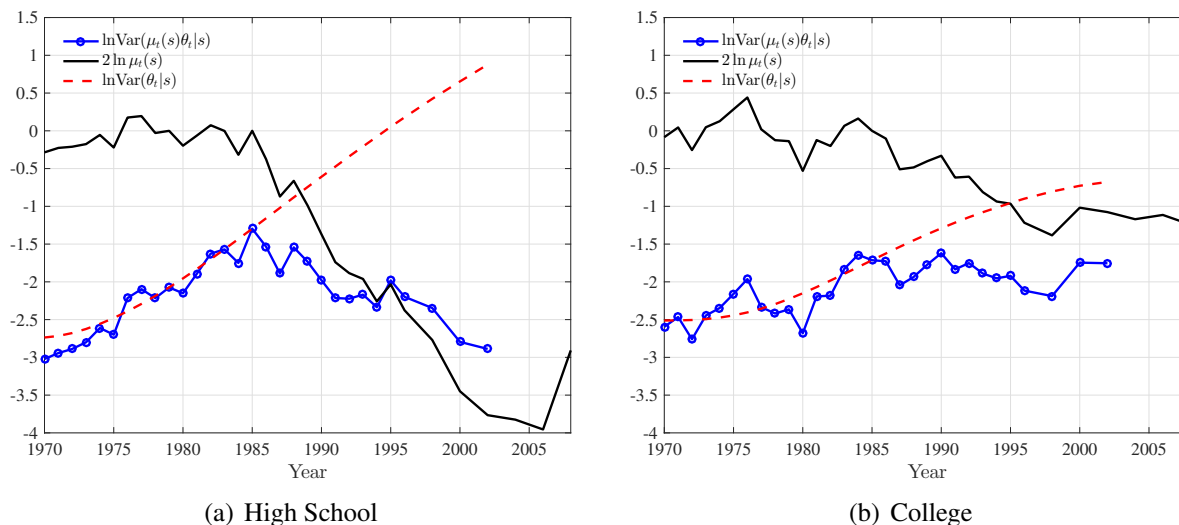 1.5
1
0.5
0
-0.5
-1
-1.5
-2
-2.5
-3
-3.5
-4
lnVar(μₜ(s)θₜ|s)
2 ln μₜ(s)
lnVar(θₜ|s)
1970 1975 1980 1985 1990 1995 2000 2005
Year
(a) High School
1.5
1
0.5
0
-0.5
-1
-1.5
-2
-2.5
-3
-3.5
-4
lnVar(μₜ(s)θₜ|s)
2 ln μₜ(s)
lnVar(θₜ|s)
1970 1975 1980 1985 1990 1995 2000 2005
Year
(b) College